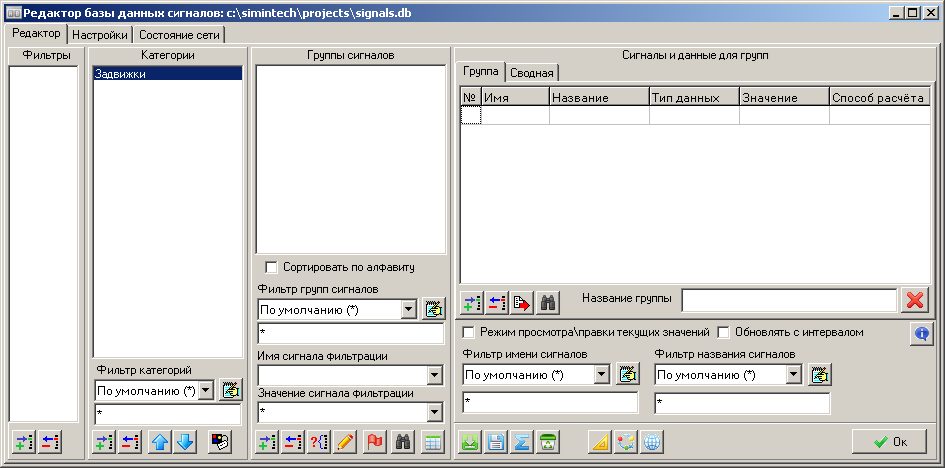 Редактор базы данных сигналов: c:\simintech\projects\signals.db
Редактор Настройки Состояние сети
Фильтры
Категории
Задвижки
Фильтр категорий
По умолчанию (*)
*
Группы сигналов
Сортировать по алфавиту
Фильтр групп сигналов
По умолчанию (*)
*
Имя сигнала фильтрации
Значение сигнала фильтрации
*
Сигналы и данные для групп
Группа Сводная
№ Имя Название Тип данных Значение Способ расчёта
Название группы
Режим просмотра\правки текущих значений Обновлять с интервалом
Фильтр имени сигналов
По умолчанию (*)
*
Фильтр названия сигналов
По умолчанию (*)
*
Ок